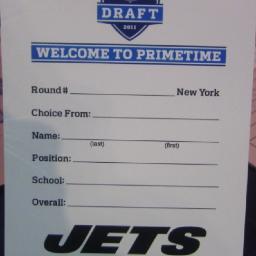 DRAFT
2011
WELCOME TO PRIMETIME
Round# New York
Choice From:
Name:
(last) (first)
Position:
School:
Overall:
JETS